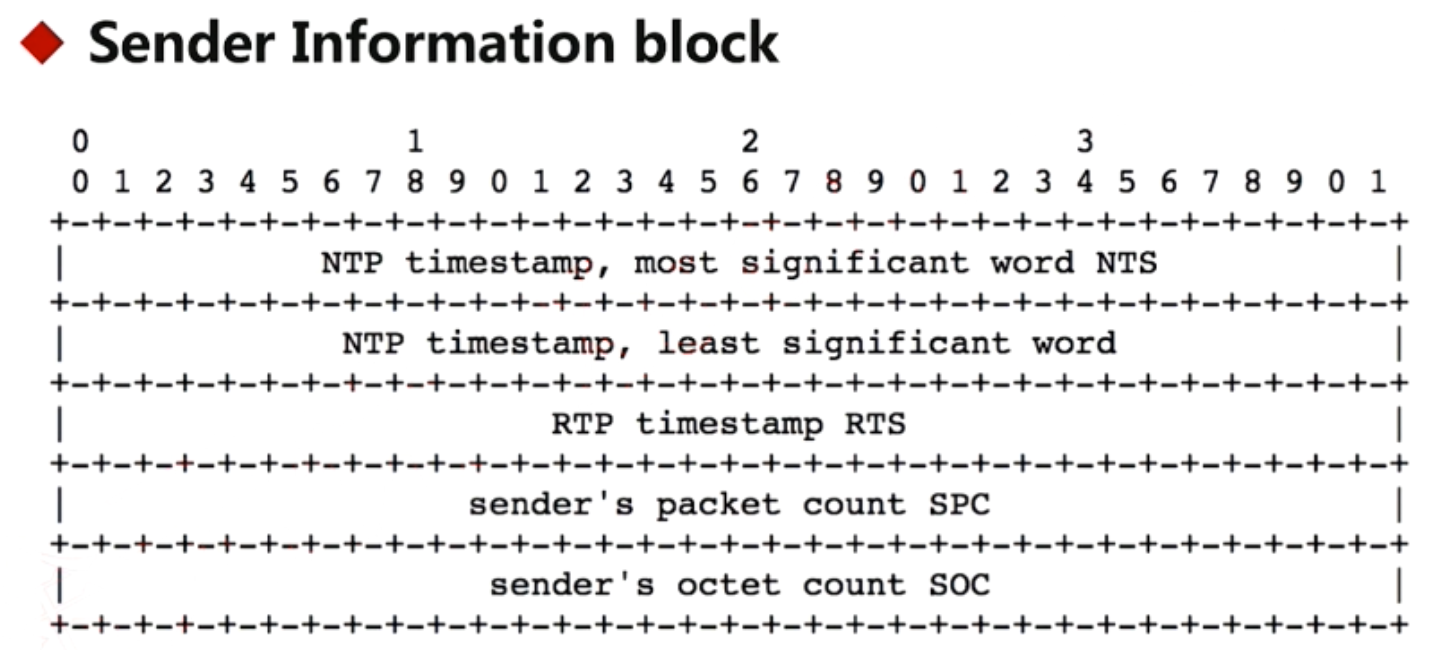 Sender Information block
0 1 2 3
0 1 2 3 4 5 6 7 8 9 0 1 2 3 4 5 6 7 8 9 0 1 2 3 4 5 6 7 8 9 0 1
+-+-+-+-+-+-+-+-+-+-+-+-+-+-+-+-+-+-+-+-+-+-+-+-+-+-+-+-+-+-+-+-+
| NTP timestamp, most significant word NTS |
+-+-+-+-+-+-+-+-+-+-+-+-+-+-+-+-+-+-+-+-+-+-+-+-+-+-+-+-+-+-+-+-+
| NTP timestamp, least significant word |
+-+-+-+-+-+-+-+-+-+-+-+-+-+-+-+-+-+-+-+-+-+-+-+-+-+-+-+-+-+-+-+-+
| RTP timestamp RTS |
+-+-+-+-+-+-+-+-+-+-+-+-+-+-+-+-+-+-+-+-+-+-+-+-+-+-+-+-+-+-+-+-+
| sender's packet count SPC |
+-+-+-+-+-+-+-+-+-+-+-+-+-+-+-+-+-+-+-+-+-+-+-+-+-+-+-+-+-+-+-+-+
| sender's octet count SOC |
+-+-+-+-+-+-+-+-+-+-+-+-+-+-+-+-+-+-+-+-+-+-+-+-+-+-+-+-+-+-+-+-+